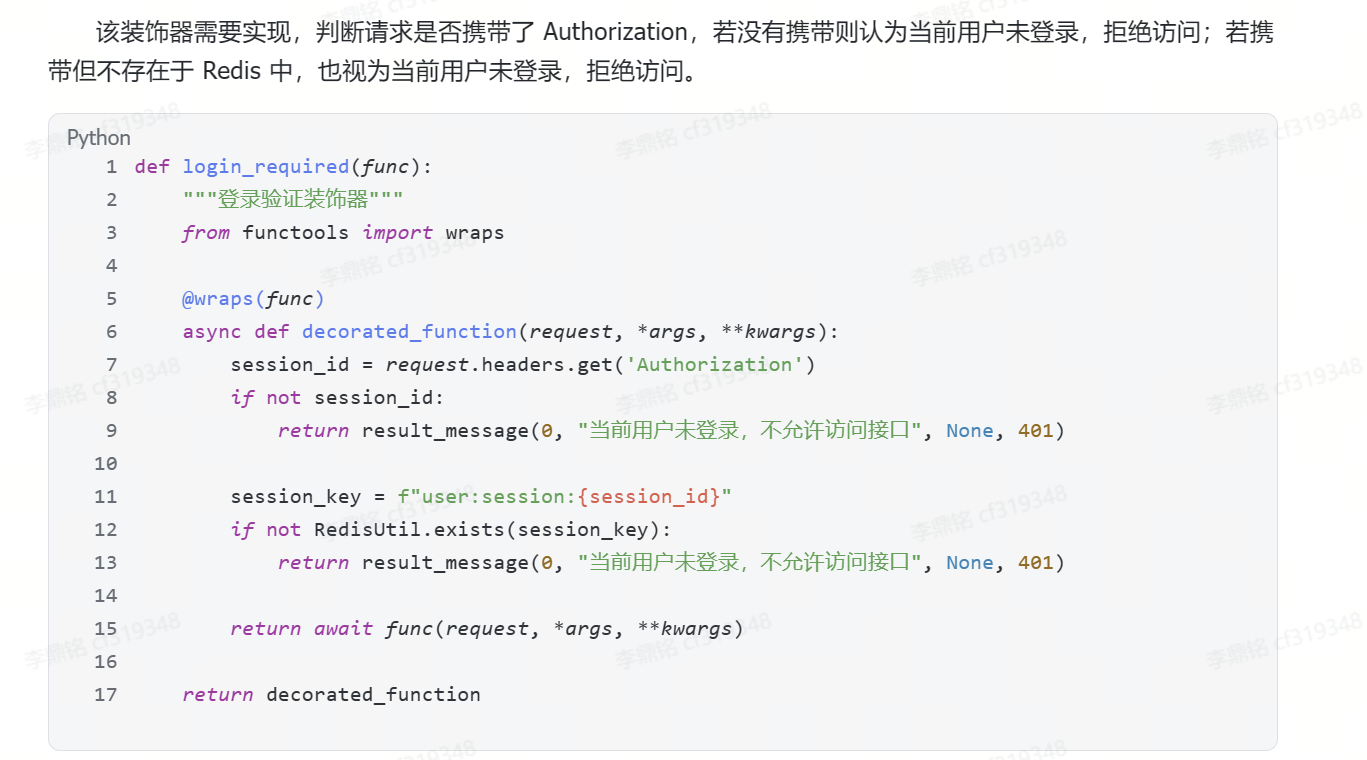 该装饰器需要实现，判断请求是否携带了 Authorization，若没有携带则认为当前用户未登录，拒绝访问；若携
带但不存在于 Redis 中，也视为当前用户未登录，拒绝访问。
Python
1 def login_required(func):
2     """登录验证装饰器"""
3     from functools import wraps
4
5     @wraps(func)
6     async def decorated_function(request, *args, **kwargs):
7         session_id = request.headers.get('Authorization')
8         if not session_id:
9             return result_message(0, "当前用户未登录，不允许访问接口", None, 401)
10
11         session_key = f"user:session:{session_id}"
12         if not RedisUtil.exists(session_key):
13             return result_message(0, "当前用户未登录，不允许访问接口", None, 401)
14
15         return await func(request, *args, **kwargs)
16
17     return decorated_function
李鼎铭 cf319348